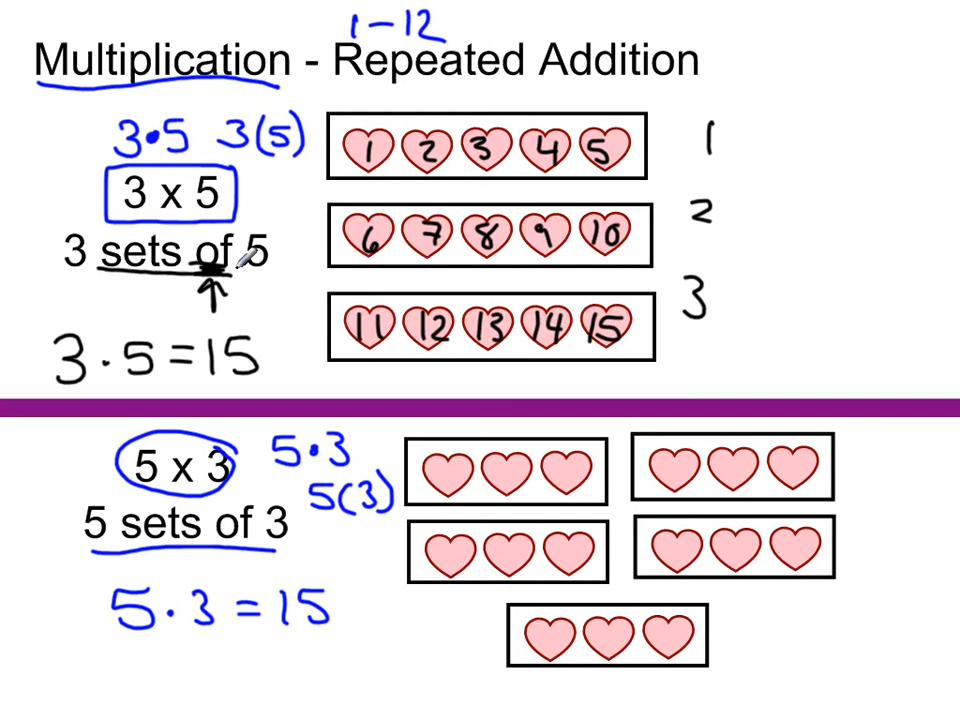 1-12
Multiplication - Repeated Addition
3•5 3(5)
3 x 5
3 sets of 5
3·5=15
1 2 3 4 5 1
6 7 8 9 10 2
11 12 13 14 15 3
5 x 3 5•3
5(3)
5 sets of 3
5·3=15